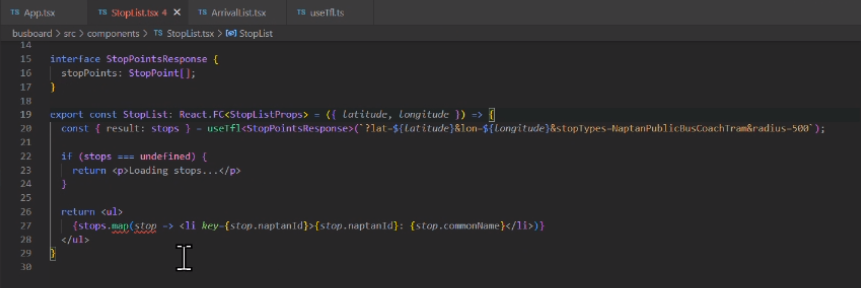 TS App.tsx TS StopList.tsx 4 × TS ArrivalList.tsx TS useTfl.ts
busboard > src > components > TS StopList.tsx > StopList
14
15 interface StopPointsResponse {
16 stopPoints: StopPoint[];
17 }
18
19 export const StopList: React.FC<StopListProps> = ({ latitude, longitude }) => {
20 const { result: stops } = useTfl<StopPointsResponse>(`?lat=${latitude}&lon=${longitude}&stopTypes=NaptanPublicBusCoachTram&radius=500`);
21
22 if (stops === undefined) {
23 return <p>Loading stops...</p>
24 }
25
26 return <ul>
27 {stops.map(stop => <li key={stop.naptanId}>{stop.naptanId}: {stop.commonName}</li>)}
28 </ul>
29 }
30